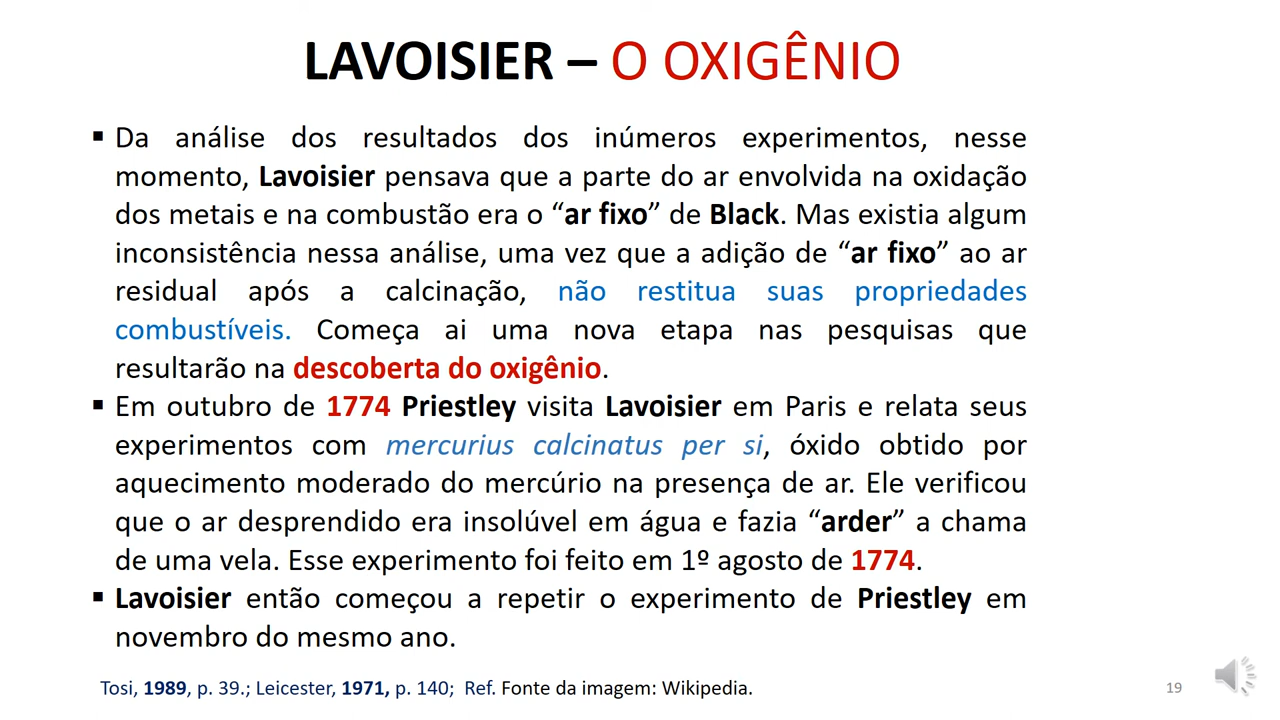 LAVOISIER – O OXIGÊNIO
▪ Da análise dos resultados dos inúmeros experimentos, nesse
momento, Lavoisier pensava que a parte do ar envolvida na oxidação
dos metais e na combustão era o “ar fixo” de Black. Mas existia algum
inconsistência nessa análise, uma vez que a adição de “ar fixo” ao ar
residual após a calcinação, não restitua suas propriedades
combustíveis. Começa ai uma nova etapa nas pesquisas que
resultarão na descoberta do oxigênio.
▪ Em outubro de 1774 Priestley visita Lavoisier em Paris e relata seus
experimentos com mercurius calcinatus per si, óxido obtido por
aquecimento moderado do mercúrio na presença de ar. Ele verificou
que o ar desprendido era insolúvel em água e fazia “arder” a chama
de uma vela. Esse experimento foi feito em 1º agosto de 1774.
▪ Lavoisier então começou a repetir o experimento de Priestley em
novembro do mesmo ano.
Tosi, 1989, p. 39.; Leicester, 1971, p. 140; Ref. Fonte da imagem: Wikipedia.
19